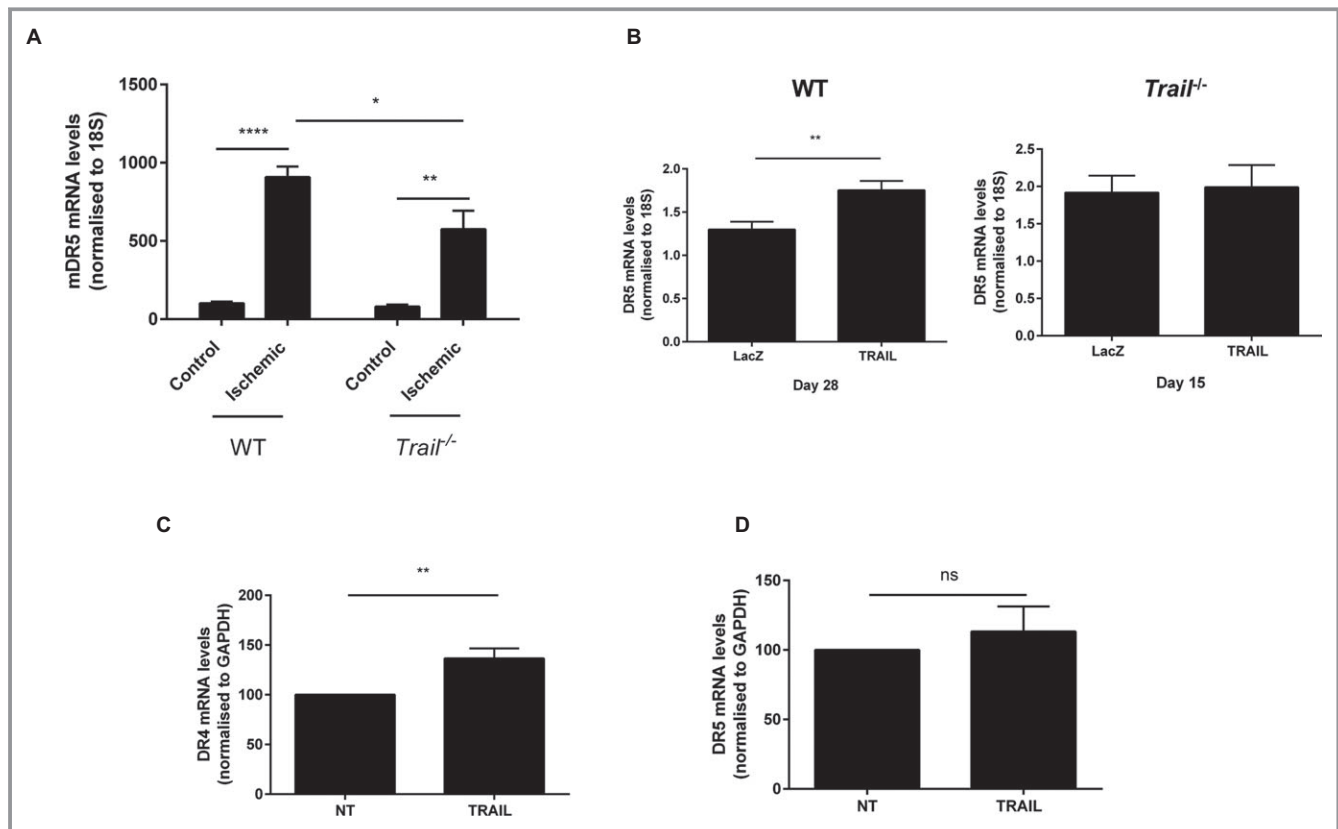 A
mDR5 mRNA levels
(normalised to 18S)
1500
1000
500
0
****
*
**
Control
Ischemic
Control
Ischemic
WT
Trail-/-
B
WT
DR5 mRNA levels
(normalised to 18S)
2.0
1.5
1.0
0.5
0.0
**
LacZ
TRAIL
Day 28
Trail-/-
DR5 mRNA levels
(normalised to 18S)
2.5
2.0
1.5
1.0
0.5
0.0
LacZ
TRAIL
Day 15
C
DR4 mRNA levels
(normalised to GAPDH)
200
150
100
50
0
**
NT
TRAIL
D
DR5 mRNA levels
(normalised to GAPDH)
150
100
50
0
ns
NT
TRAIL